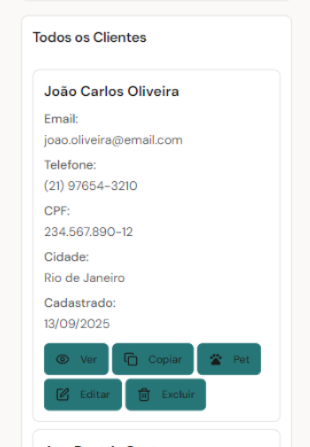 Todos os Clientes
João Carlos Oliveira
Email:
joao.oliveira@email.com
Telefone:
(21) 97654-3210
CPF:
234.567.890-12
Cidade:
Rio de Janeiro
Cadastrado:
13/09/2025
Ver Copiar Pet
Editar Excluir